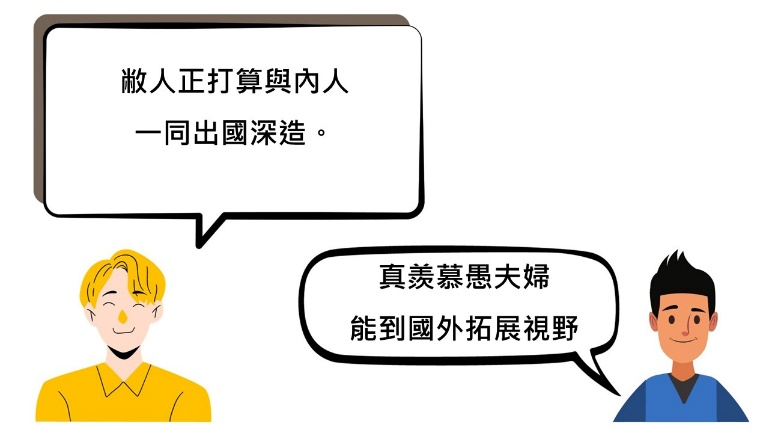 敝人正打算與內人
一同出國深造。
真羨慕愚夫婦
能到國外拓展視野